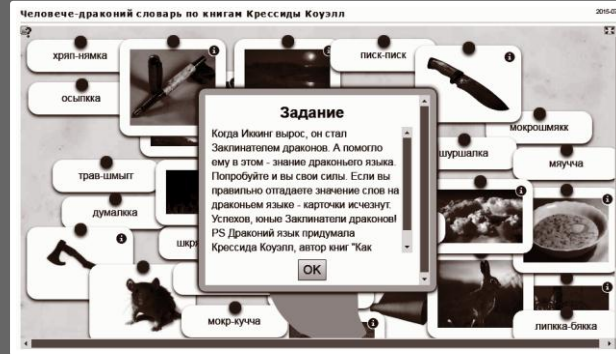 Человече-драконий словарь по книгам Крессиды Коуэлл
хряп-нямка
писк-писк
осыпкка
Задание
Когда Иккинг вырос, он стал
Заклинателем драконов. А помогло
ему в этом - знание драконьего языка.
Попробуйте и вы свои силы. Если вы
правильно отгадаете значение слов на
драконьем языке - карточки исчезнут.
Успехов, юные Заклинатели драконов!
PS Драконий язык придумала
Крессида Коуэлл, автор книг "Как
OK
мокрошмякк
шуршалка
мяучча
трав-шмыгг
думалкка
мокр-кучча
липкка-бякка